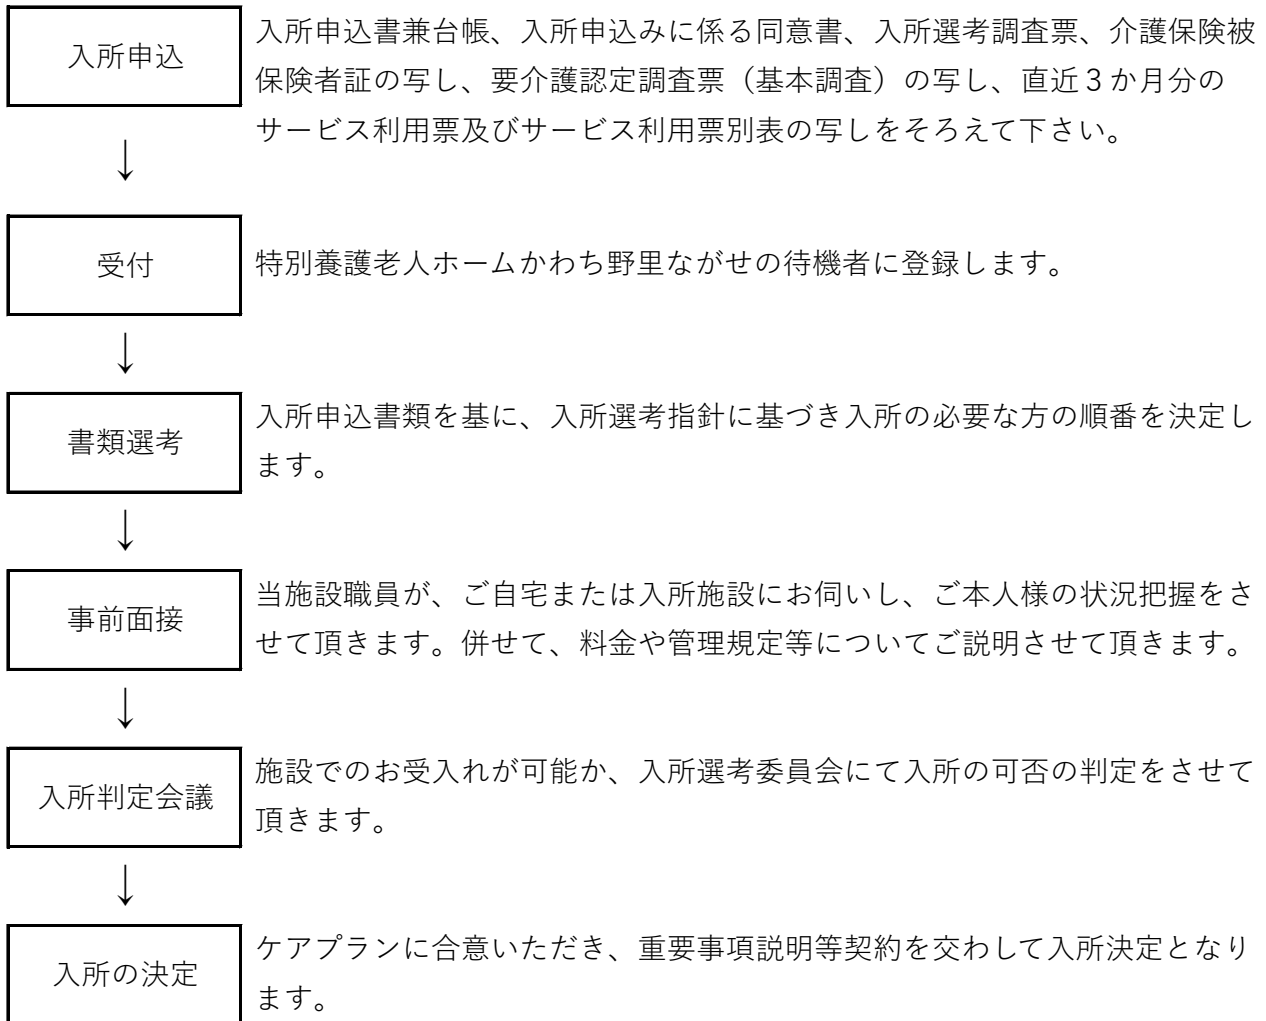 入所申込
入所申込書兼台帳、入所申込みに係る同意書、入所選考調査票、介護保険被
保険者証の写し、要介護認定調査票（基本調査）の写し、直近３か月分の
サービス利用票及びサービス利用票別表の写しをそろえて下さい。
↓
受付
特別養護老人ホームかわち野里ながせの待機者に登録します。
↓
書類選考
入所申込書類を基に、入所選考指針に基づき入所の必要な方の順番を決定し
ます。
↓
事前面接
当施設職員が、ご自宅または入所施設にお伺いし、ご本人様の状況把握をさ
せて頂きます。併せて、料金や管理規定等についてご説明させて頂きます。
↓
入所判定会議
施設でのお受入れが可能か、入所選考委員会にて入所の可否の判定をさせて
頂きます。
↓
入所の決定
ケアプランに合意いただき、重要事項説明等契約を交わして入所決定となり
ます。